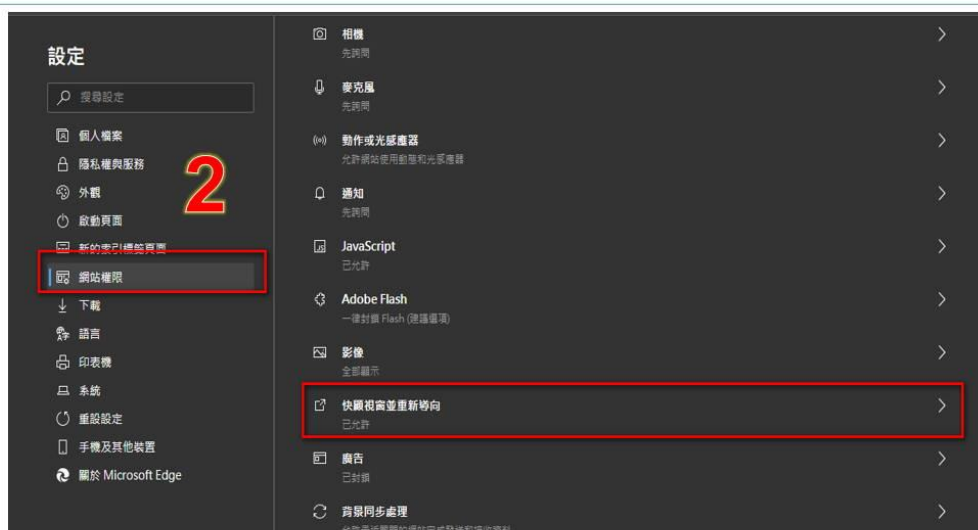 設定
搜尋設定
個人檔案
隱私權與服務
外觀
啟動頁面
新的索引標籤頁面
網站權限
下載
語言
印表機
系統
重設設定
手機及其他裝置
關於 Microsoft Edge
2
相機
先詢問
麥克風
先詢問
動作或光感應器
允許網站使用動態和光感應器
通知
先詢問
JavaScript
已允許
Adobe Flash
一律封鎖 Flash (建議選項)
影像
全部顯示
快顯視窗並重新導向
已允許
廣告
已封鎖
背景同步處理